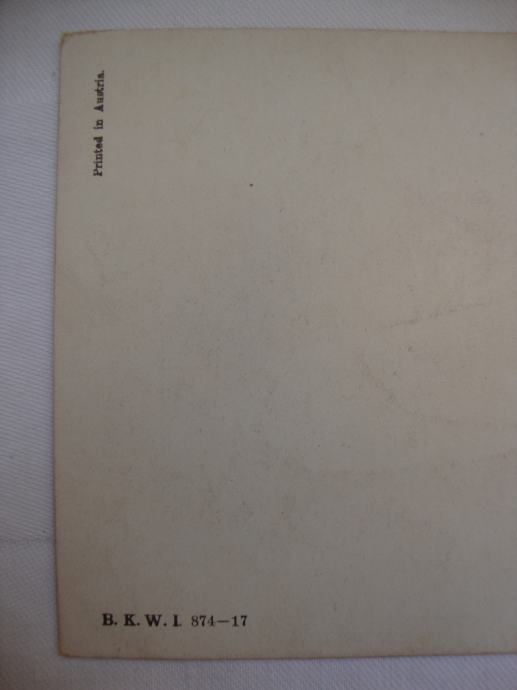 Printed in Austria.
B. K. W. I. 874—17